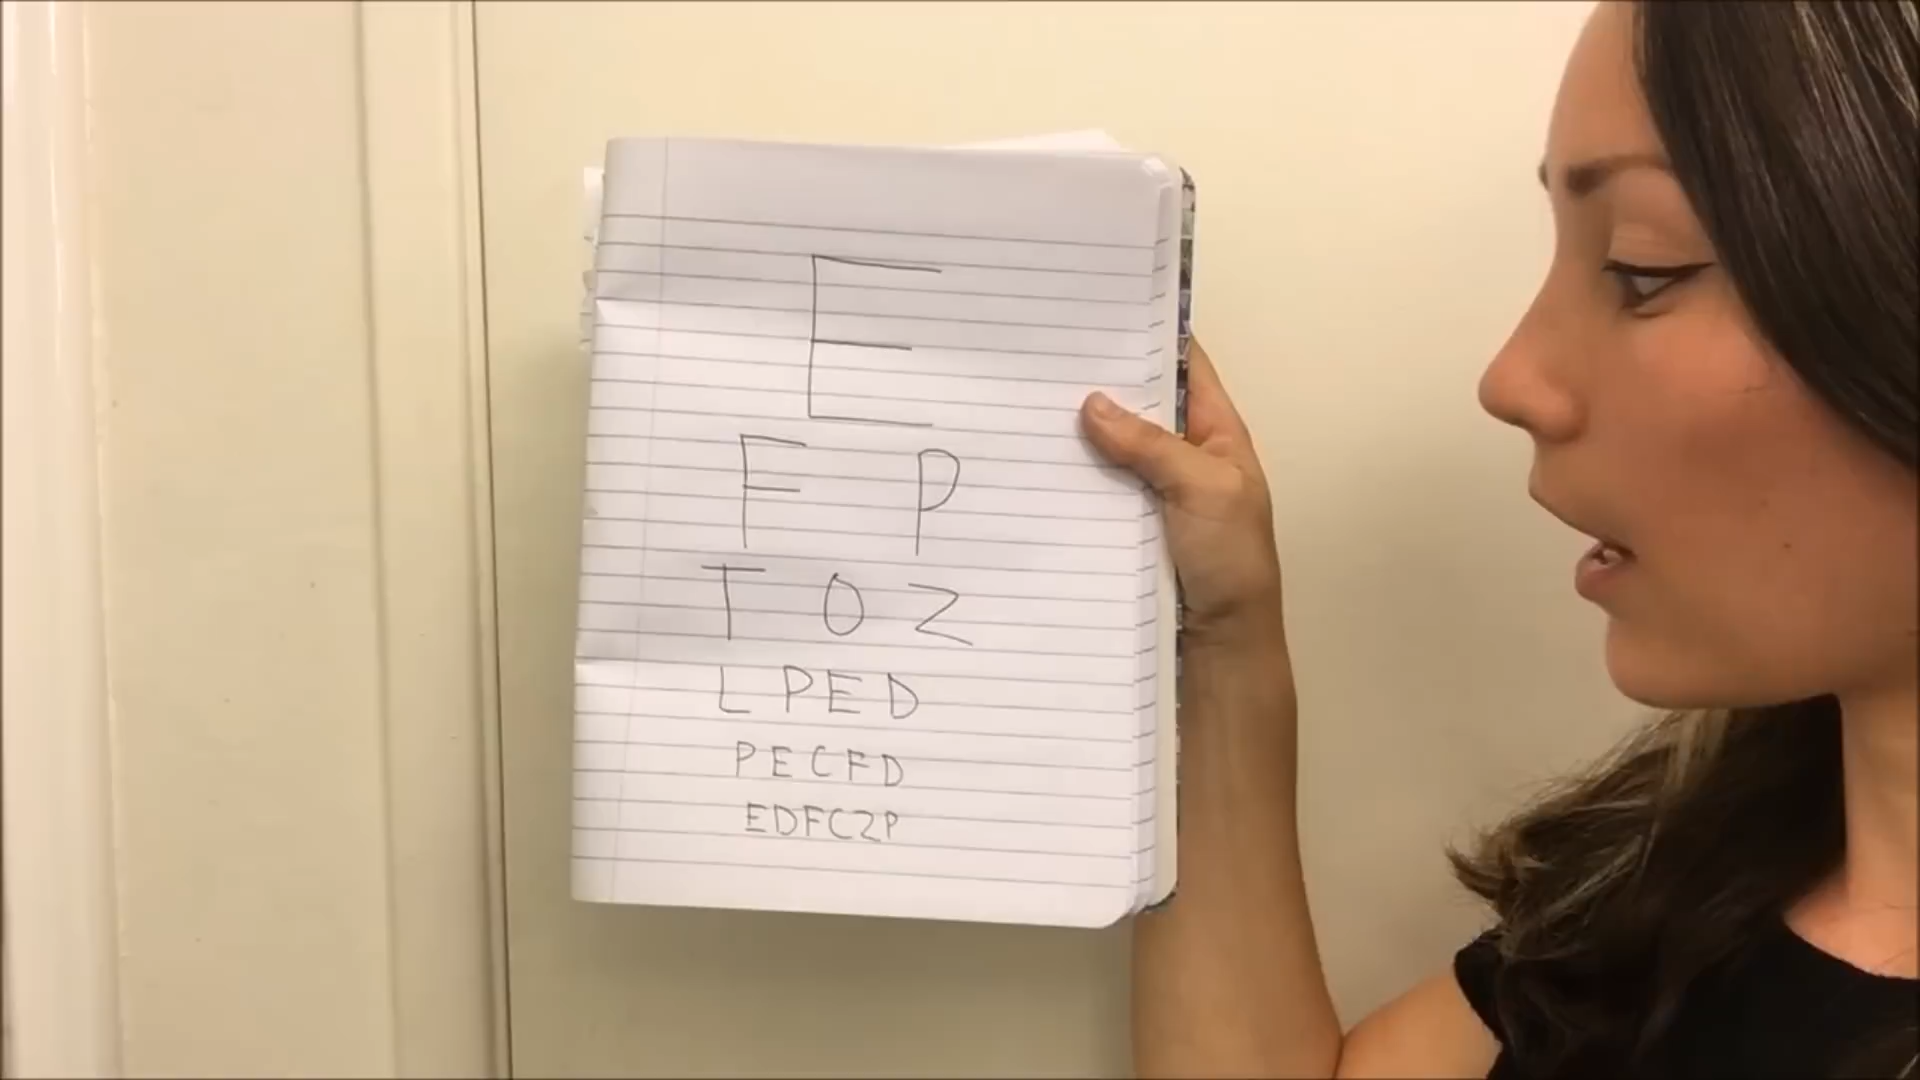 E
F P
T O Z
L P E D
P E C F D
E D F C Z P